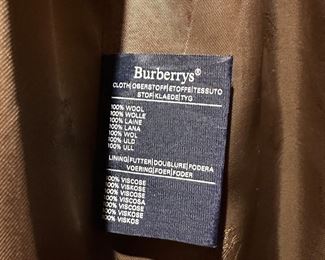 Burberrys®
CLOTH|OBERSTOFF|ETOFFE|TESSUTO
STOF|KLAEDE|TYG
100% WOOL
100% WOLLE
100% LAINE
100% LANA
100% WOL
100% ULD
100% ULL
LINING|FUTTER|DOUBLURE|FODERA
VOERING|FOER|FODER
100% VISCOSE
100% VISKOSE
100% VISCOSE
100% VISCOSA
100% VISCOSE
100% VISKOSE
100% VISKOS